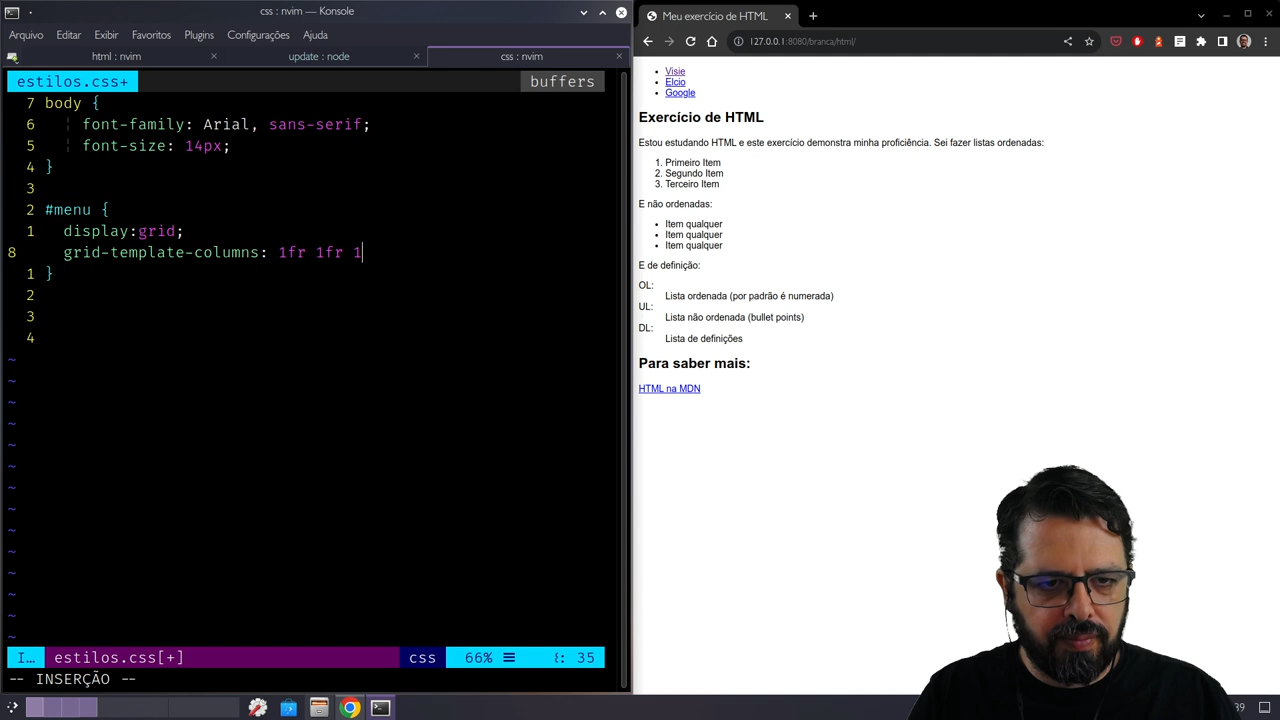 css : nvim — Konsole
Arquivo Editar Exibir Favoritos Plugins Configurações Ajuda
html : nvim
update : node
css : nvim
estilos.css+
buffers
7 body {
6 font-family: Arial, sans-serif;
5 font-size: 14px;
4 }
3
2 #menu {
1 display:grid;
8 grid-template-columns: 1fr 1fr 1
1 }
2
3
4
~
~
~
~
~
~
~
~
~
~
~
~
~
~
I… estilos.css[+] css 66% ☰ ㏇: 35
-- INSERÇÃO --
Meu exercício de HTML
127.0.0.1:8080/branca/html/
• Visie
• Elcio
• Google
Exercício de HTML
Estou estudando HTML e este exercício demonstra minha proficiência. Sei fazer listas ordenadas:
1. Primeiro Item
2. Segundo Item
3. Terceiro Item
E não ordenadas:
• Item qualquer
• Item qualquer
• Item qualquer
E de definição:
OL:
Lista ordenada (por padrão é numerada)
UL:
Lista não ordenada (bullet points)
DL:
Lista de definições
Para saber mais:
HTML na MDN
39